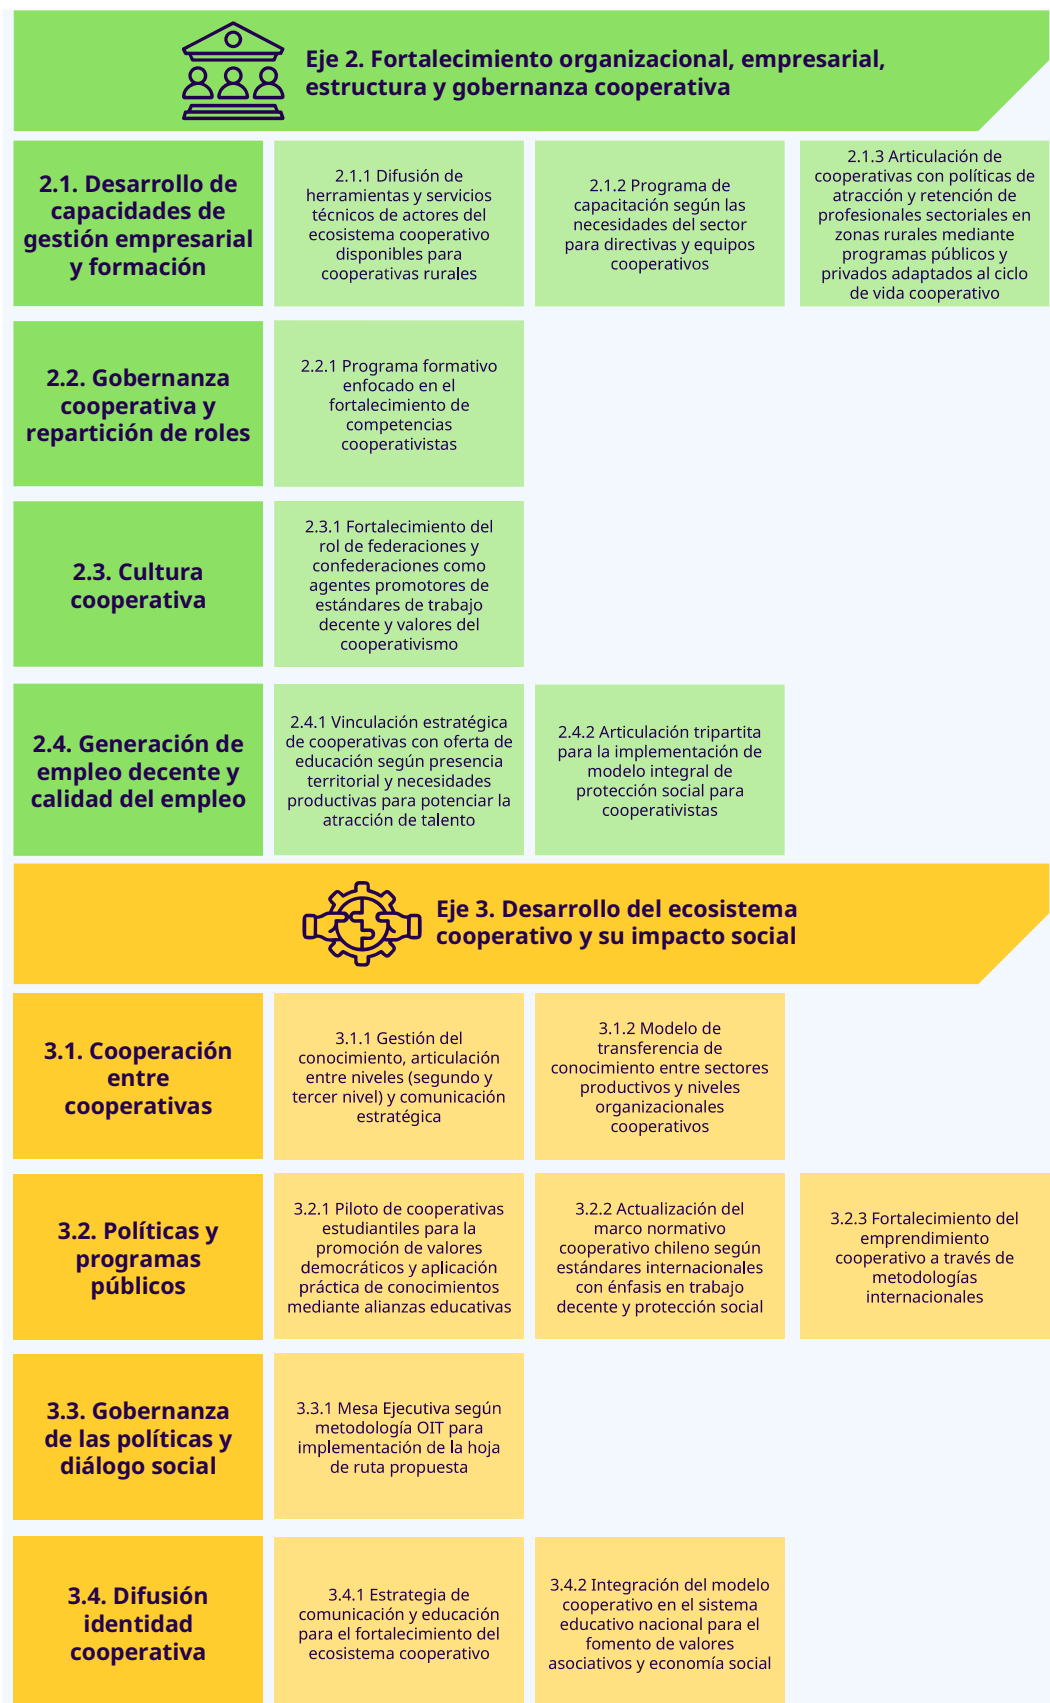 Eje 2. Fortalecimiento organizacional, empresarial,
estructura y gobernanza cooperativa
2.1. Desarrollo de
capacidades de
gestión empresarial
y formación
2.1.1 Difusión de
herramientas y servicios
técnicos de actores del
ecosistema cooperativo
disponibles para
cooperativas rurales
2.1.2 Programa de
capacitación según las
necesidades del sector
para directivas y equipos
cooperativos
2.1.3 Articulación de
cooperativas con políticas de
atracción y retención de
profesionales sectoriales en
zonas rurales mediante
programas públicos y
privados adaptados al ciclo
de vida cooperativo
2.2. Gobernanza
cooperativa y
repartición de roles
2.2.1 Programa formativo
enfocado en el
fortalecimiento de
competencias
cooperativistas
2.3. Cultura
cooperativa
2.3.1 Fortalecimiento del
rol de federaciones y
confederaciones como
agentes promotores de
estándares de trabajo
decente y valores del
cooperativismo
2.4. Generación de
empleo decente y
calidad del empleo
2.4.1 Vinculación estratégica
de cooperativas con oferta de
educación según presencia
territorial y necesidades
productivas para potenciar la
atracción de talento
2.4.2 Articulación tripartita
para la implementación de
modelo integral de
protección social para
cooperativistas
Eje 3. Desarrollo del ecosistema
cooperativo y su impacto social
3.1. Cooperación
entre
cooperativas
3.1.1 Gestión del
conocimiento, articulación
entre niveles (segundo y
tercer nivel) y comunicación
estratégica
3.1.2 Modelo de
transferencia de
conocimiento entre sectores
productivos y niveles
organizacionales
cooperativos
3.2. Políticas y
programas
públicos
3.2.1 Piloto de cooperativas
estudiantiles para la
promoción de valores
democráticos y aplicación
práctica de conocimientos
mediante alianzas educativas
3.2.2 Actualización del
marco normativo
cooperativo chileno según
estándares internacionales
con énfasis en trabajo
decente y protección social
3.2.3 Fortalecimiento del
emprendimiento
cooperativo a través de
metodologías
internacionales
3.3. Gobernanza
de las políticas y
diálogo social
3.3.1 Mesa Ejecutiva según
metodología OIT para
implementación de la hoja
de ruta propuesta
3.4. Difusión
identidad
cooperativa
3.4.1 Estrategia de
comunicación y educación
para el fortalecimiento del
ecosistema cooperativo
3.4.2 Integración del modelo
cooperativo en el sistema
educativo nacional para el
fomento de valores
asociativos y economía social